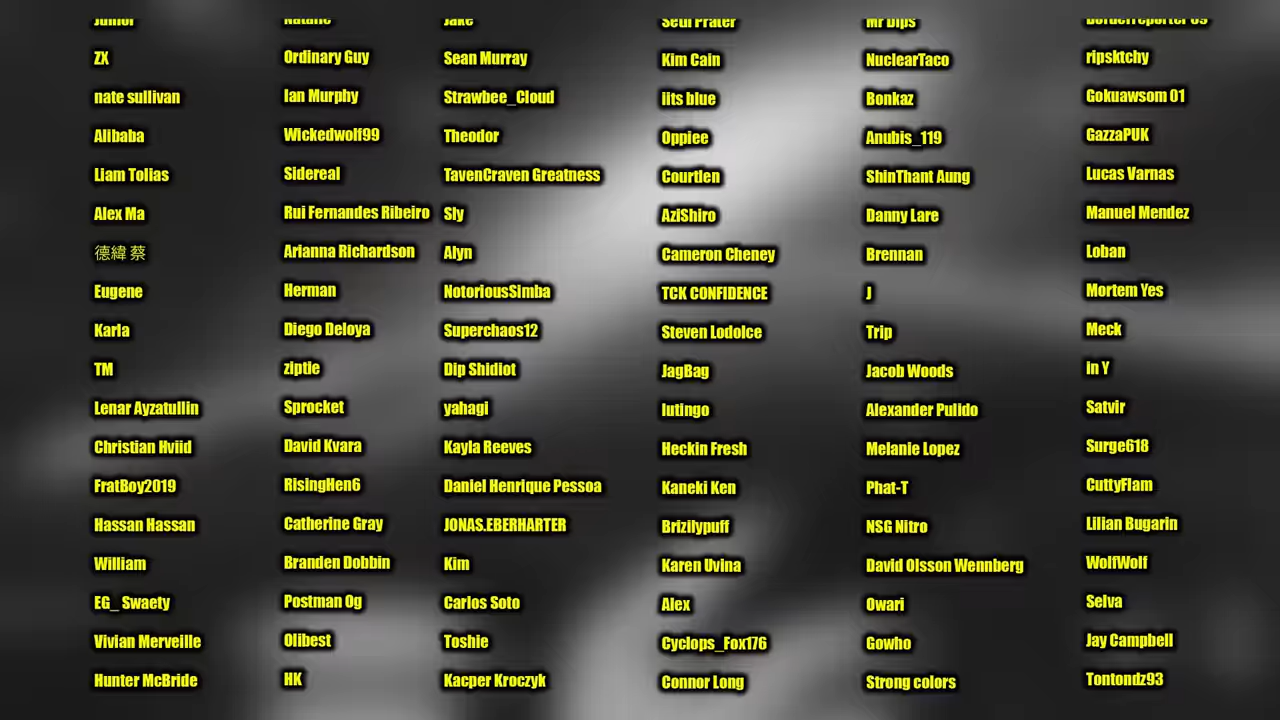 Junior
ZX
nate sullivan
Alibaba
Liam Tolias
Alex Ma
德緯 蔡
Eugene
Karla
TM
Lenar Ayzatullin
Christian Hviid
FratBoy2019
Hassan Hassan
William
EG_ Swaety
Vivian Merveille
Hunter McBride
Natalie
Ordinary Guy
Ian Murphy
Wickedwolf99
Sidereal
Rui Fernandes Ribeiro
Arianna Richardson
Herman
Diego Deloya
ziptie
Sprocket
David Kvara
RisingHen6
Catherine Gray
Branden Dobbin
Postman Og
Olibest
HK
Jake
Sean Murray
Strawbee_Cloud
Theodor
TavenCraven Greatness
Sly
Alyn
NotoriousSimba
Superchaos12
Dip Shidiot
yahagi
Kayla Reeves
Daniel Henrique Pessoa
JONAS.EBERHARTER
Kim
Carlos Soto
Toshie
Kacper Kroczyk
Prater
Kim Cain
iits blue
Oppiee
Courtlen
AziShiro
Cameron Cheney
TCK CONFIDENCE
Steven Lodolce
JagBag
lutingo
Heckin Fresh
Kaneki Ken
Brizilypuff
Karen Uvina
Alex
Cyclops_Fox176
Connor Long
Mr Dips
NuclearTaco
Bonkaz
Anubis_119
ShinThant Aung
Danny Lare
Brennan
J
Trip
Jacob Woods
Alexander Pulido
Melanie Lopez
Phat-T
NSG Nitro
David Olsson Wennberg
Owari
Gowho
Strong colors
ripsktchy
Gokuawsom 01
GazzaPUK
Lucas Varnas
Manuel Mendez
Loban
Mortem Yes
Meck
in Y
Satvir
Surge618
CuttyFlam
Lilian Bugarin
WolfWolf
Selva
Jay Campbell
Tontondz93